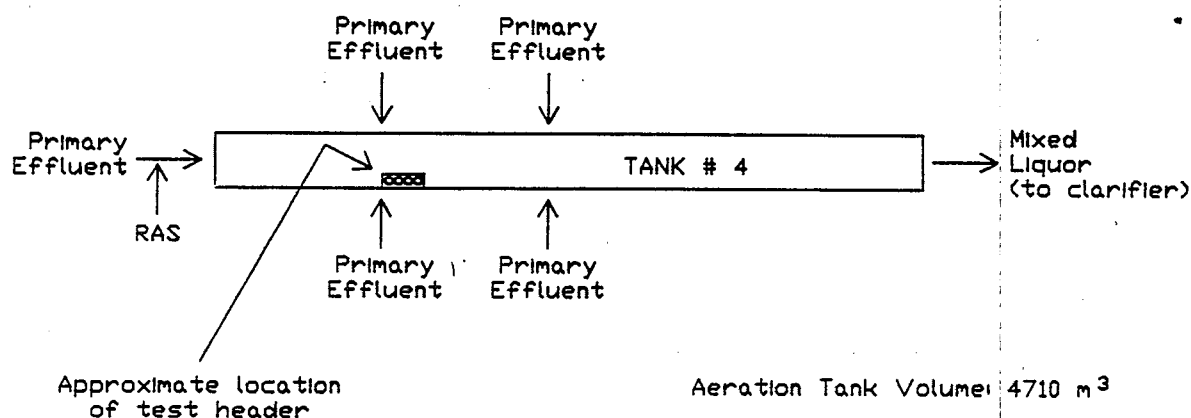 Primary
Effluent
Primary
Effluent
Primary
Effluent
RAS
TANK # 4
Mixed
Liquor
(to clarifier)
Primary
Effluent
Primary
Effluent
Approximate location
of test header
Aeration Tank Volume: 4710 m³